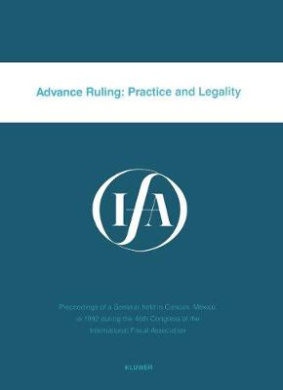 Advance Ruling: Practice and Legality
IFA
Proceedings of a Seminar held in Cancún, Mexico,
in 1992 during the 46th Congress of the
International Fiscal Association
KLUWER